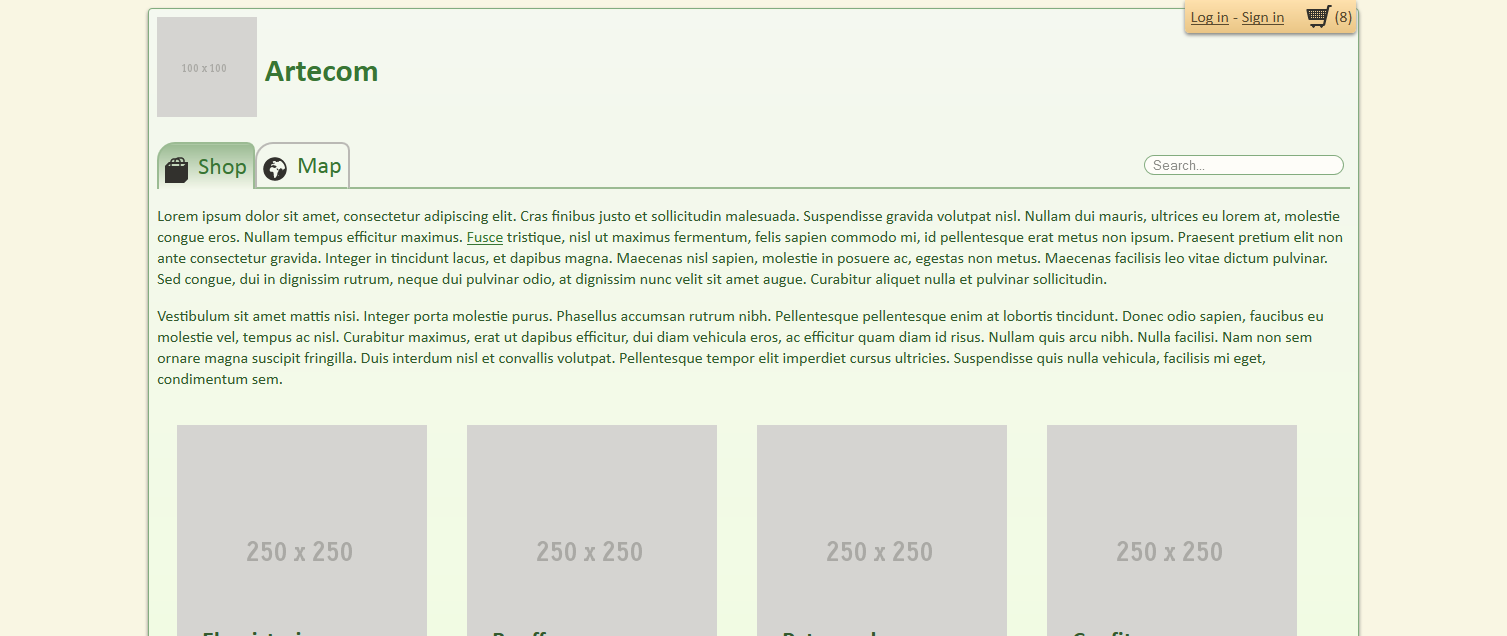 Log in - Sign in (8)
100 x 100
Artecom
Shop
Map
Search...
Lorem ipsum dolor sit amet, consectetur adipiscing elit. Cras finibus justo et sollicitudin malesuada. Suspendisse gravida volutpat nisl. Nullam dui mauris, ultrices eu lorem at, molestie
congue eros. Nullam tempus efficitur maximus. Fusce tristique, nisl ut maximus fermentum, felis sapien commodo mi, id pellentesque erat metus non ipsum. Praesent pretium elit non
ante consectetur gravida. Integer in tincidunt lacus, et dapibus magna. Maecenas nisl sapien, molestie in posuere ac, egestas non metus. Maecenas facilisis leo vitae dictum pulvinar.
Sed congue, dui in dignissim rutrum, neque dui pulvinar odio, at dignissim nunc velit sit amet augue. Curabitur aliquet nulla et pulvinar sollicitudin.
Vestibulum sit amet mattis nisi. Integer porta molestie purus. Phasellus accumsan rutrum nibh. Pellentesque pellentesque enim at lobortis tincidunt. Donec odio sapien, faucibus eu
molestie vel, tempus ac nisl. Curabitur maximus, erat ut dapibus efficitur, dui diam vehicula eros, ac efficitur quam diam id risus. Nullam quis arcu nibh. Nulla facilisi. Nam non sem
ornare magna suscipit fringilla. Duis interdum nisl et convallis volutpat. Pellentesque tempor elit imperdiet cursus ultricies. Suspendisse quis nulla vehicula, facilisis mi eget,
condimentum sem.
250 x 250
250 x 250
250 x 250
250 x 250